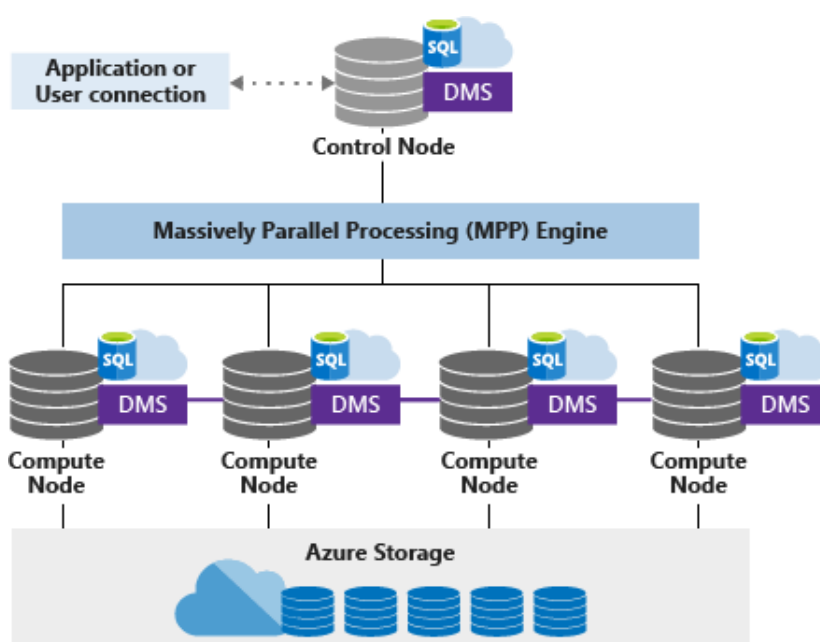 SQL
Application or
User connection
DMS
Control Node
Massively Parallel Processing (MPP) Engine
SQL
SQL
SQL
SQL
DMS
DMS
DMS
DMS
Compute
Node
Compute
Node
Compute
Node
Compute
Node
Azure Storage